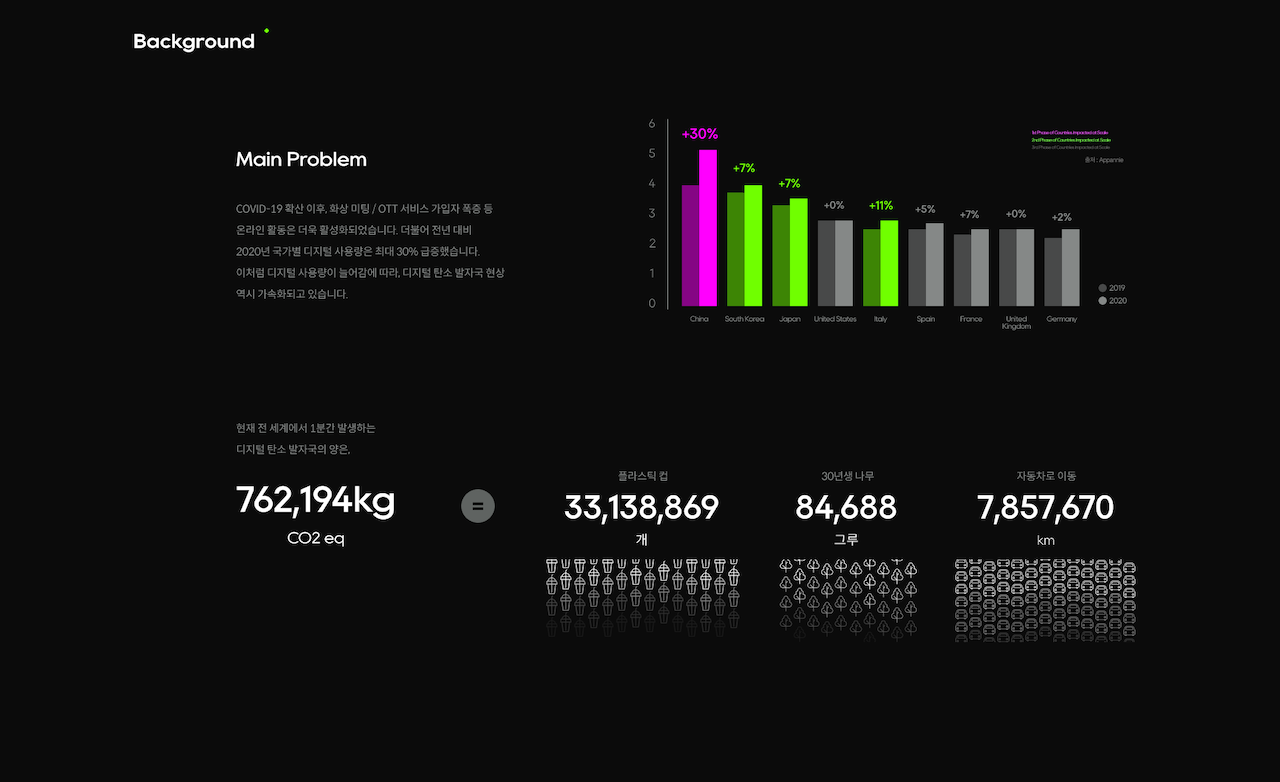 Background
Main Problem
COVID-19 확산 이후, 화상 미팅 / OTT 서비스 가입자 폭증 등
온라인 활동은 더욱 활성화되었습니다. 더불어 전년 대비
2020년 국가별 디지털 사용량은 최대 30% 급증했습니다.
이처럼 디지털 사용량이 늘어감에 따라, 디지털 탄소 발자국 현상
역시 가속화되고 있습니다.
6
5
4
3
2
1
0
+30%
+7%
+7%
+0%
+11%
+5%
+7%
+0%
+2%
China
South Korea
Japan
United States
Italy
Spain
France
United
Kingdom
Germany
1st Phase of Countries Impacted at Scale
2nd Phase of Countries Impacted at Scale
3rd Phase of Countries Impacted at Scale
출처 : Appannie
2019
2020
현재 전 세계에서 1분간 발생하는
디지털 탄소 발자국의 양은,
762,194kg
CO2 eq
=
플라스틱 컵
33,138,869
개
30년생 나무
84,688
그루
자동차로 이동
7,857,670
km